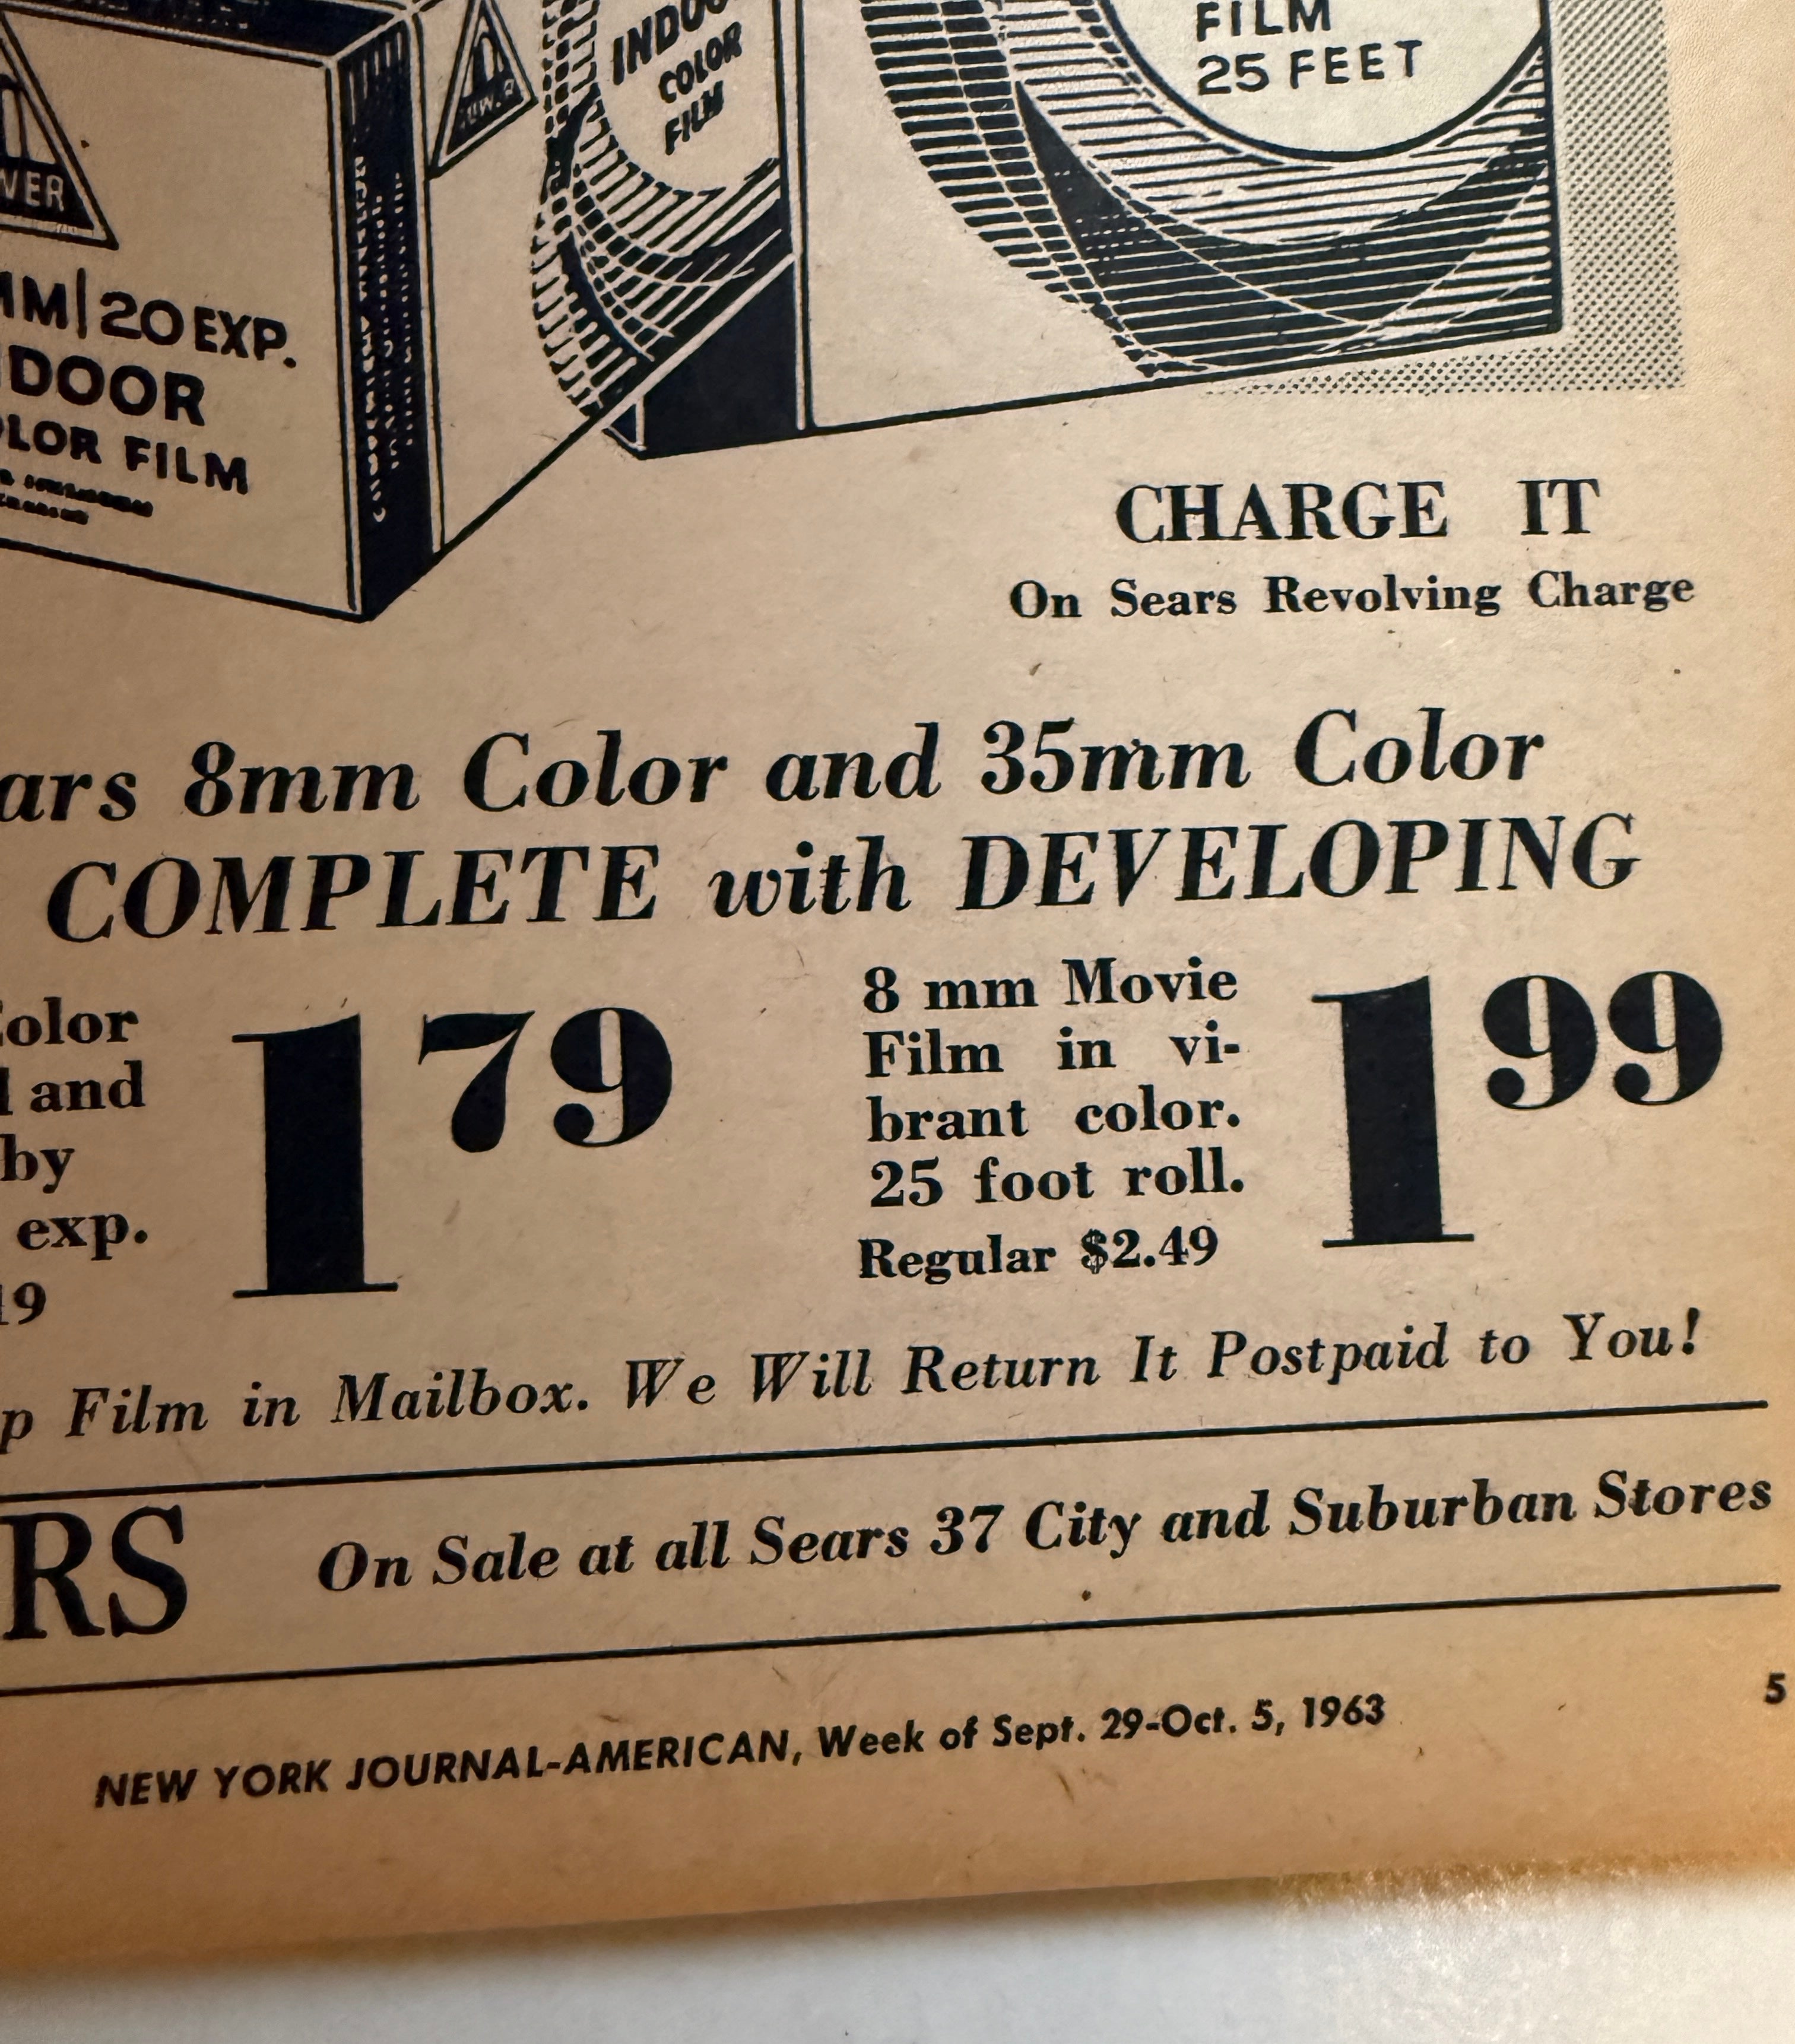 FILM
25 FEET
INDOOR
COLOR
FILM
20 EXP.
DOOR
FILM
CHARGE IT
On Sears Revolving Charge
ars 8mm Color and 35mm Color
COMPLETE with DEVELOPING
Color
and
by
exp.
19
179
8 mm Movie
Film in vi-
brant color.
25 foot roll.
Regular $2.49
199
p Film in Mailbox. We Will Return It Postpaid to You!
RS
On Sale at all Sears 37 City and Suburban Stores
NEW YORK JOURNAL-AMERICAN, Week of Sept. 29-Oct. 5, 1963
5